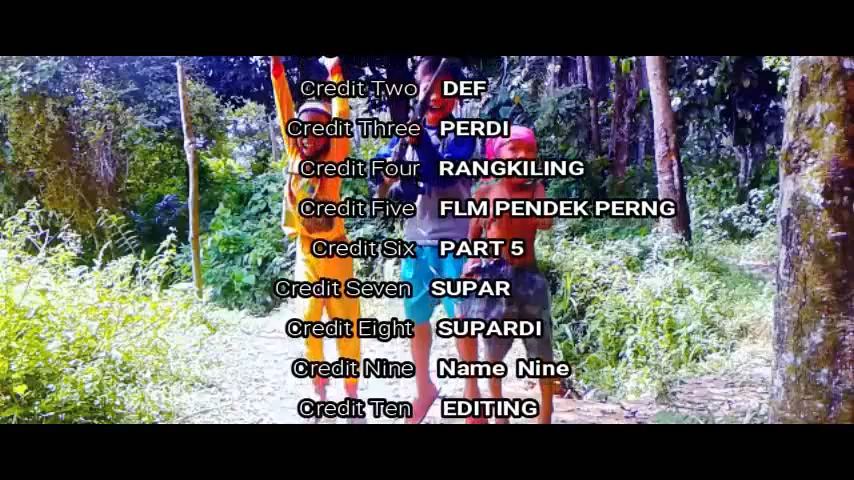 Credit Two DEF
Credit Three PERDI
Credit Four RANGKILING
Credit Five FLM PENDEK PERNG
Credit Six PART 5
Credit Seven SUPAR
Credit Eight SUPARDI
Credit Nine Name Nine
Credit Ten EDITING